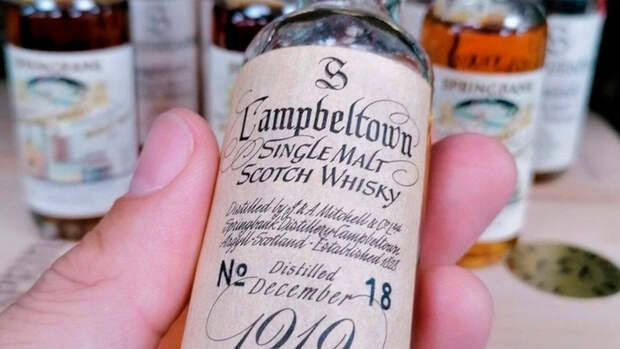 S
Campbeltown
SINGLE MALT
SCOTCH WHISKY
Distilled by J. & A. Mitchell & Co Ltd.
Springbank Distillery Campbeltown
Argyll Scotland - Established 1828
Distilled
No December 18
1919
SPRINGBANK
SPRINGBANK